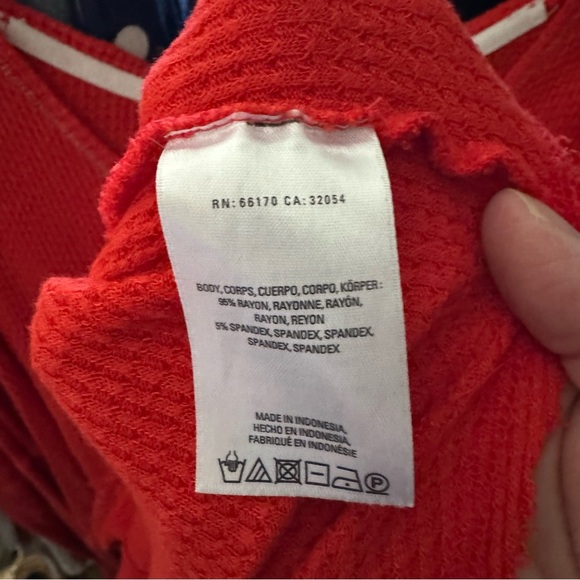 RN: 66170 CA: 32054
BODY, CORPS, CUERPO, CORPO, KÖRPER :
95% RAYON, RAYONNE, RAYÓN,
RAYON, REYON
5% SPANDEX, SPANDEX, SPANDEX,
SPANDEX, SPANDEX
MADE IN INDONESIA,
HECHO EN INDONESIA,
FABRIQUÉ EN INDONÉSIE
P